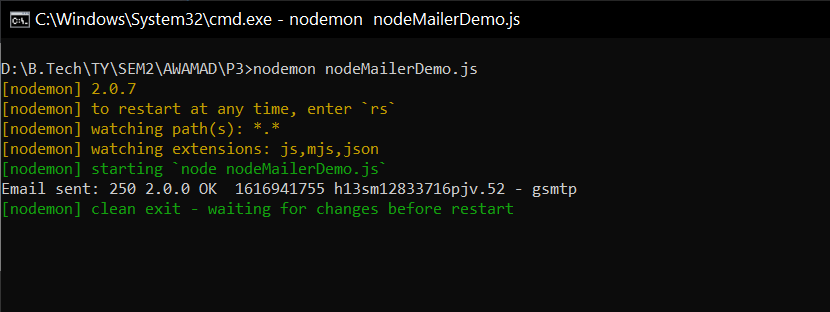 C:\Windows\System32\cmd.exe - nodemon  nodeMailerDemo.js
D:\B.Tech\TY\SEM2\AWAMAD\P3>nodemon nodeMailerDemo.js
[nodemon] 2.0.7
[nodemon] to restart at any time, enter `rs`
[nodemon] watching path(s): *.*
[nodemon] watching extensions: js,mjs,json
[nodemon] starting `node nodeMailerDemo.js`
Email sent: 250 2.0.0 OK  1616941755 h13sm12833716pjv.52 - gsmtp
[nodemon] clean exit - waiting for changes before restart